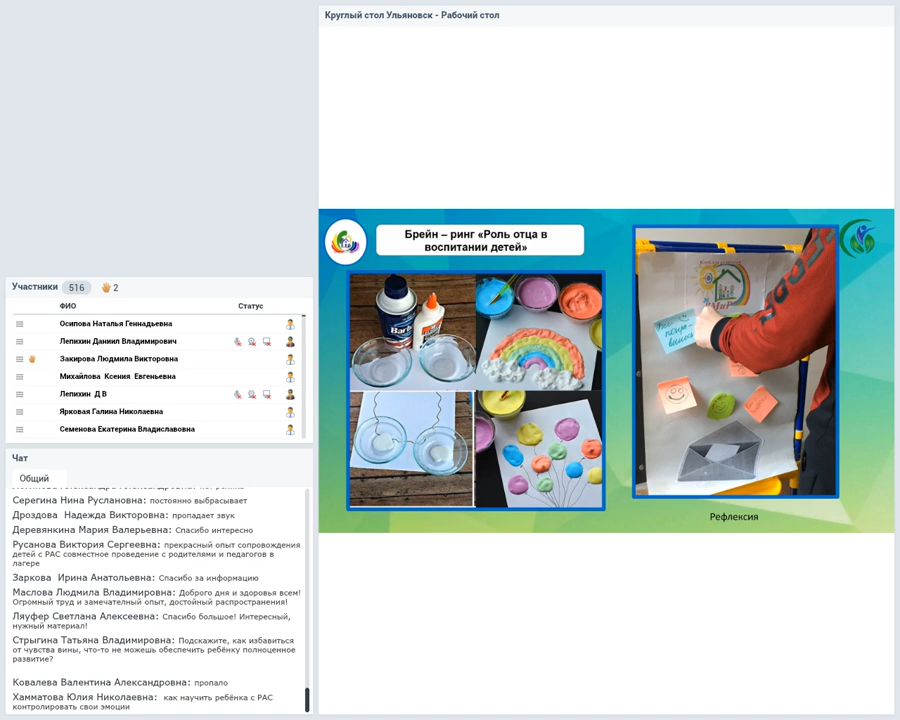 Круглый стол Ульяновск - Рабочий стол
Участники 516 2
ФИО Статус
Осипова Наталья Геннадьевна
Лепихин Даниил Владимирович
Закирова Людмила Викторовна
Михайлова Ксения Евгеньевна
Лепихин Д В
Ярковая Галина Николаевна
Семенова Екатерина Владиславовна
Чат
Общий
Серегина Нина Руслановна: постоянно выбрасывает
Дроздова Надежда Викторовна: пропадает звук
Деревянкина Мария Валерьевна: Спасибо интересно
Русанова Виктория Сергеевна: прекрасный опыт сопровождения
детей с РАС совместное проведение с родителями и педагогов в
лагере
Заркова Ирина Анатольевна: Спасибо за информацию
Маслова Людмила Владимировна: Доброго дня и здоровья всем!
Огромный труд и замечательный опыт, достойный распространения!
Ляуфер Светлана Алексеевна: Спасибо большое! Интересный,
нужный материал!
Стрыгина Татьяна Владимировна: Подскажите, как избавиться
от чувства вины, что-то не можешь обеспечить ребёнку полноценное
развитие?
Ковалева Валентина Александровна: пропало
Хамматова Юлия Николаевна: как научить ребёнка с РАС
контролировать свои эмоции
Брейн – ринг «Роль отца в
воспитании детей»
Barb
Рефлексия